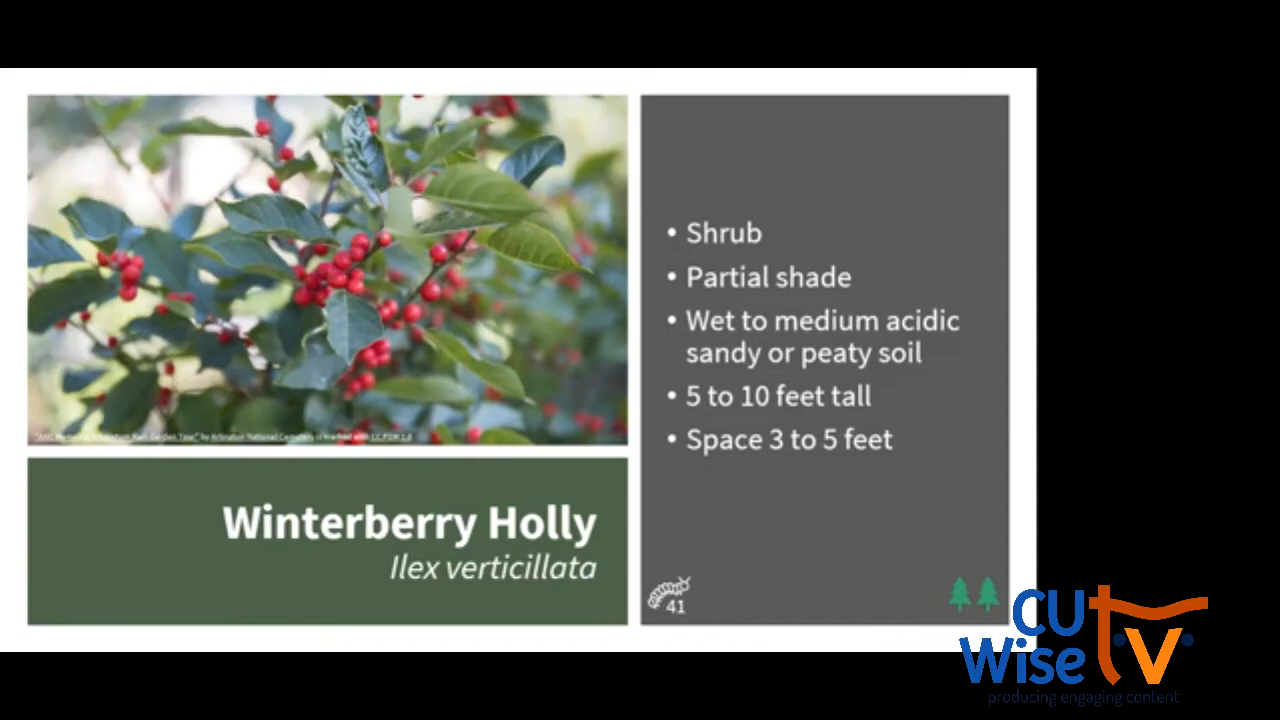 • Shrub
• Partial shade
• Wet to medium acidic
sandy or peaty soil
• 5 to 10 feet tall
• Space 3 to 5 feet
Winterberry Holly
Ilex verticillata
41
CU
Wise tv
producing engaging content